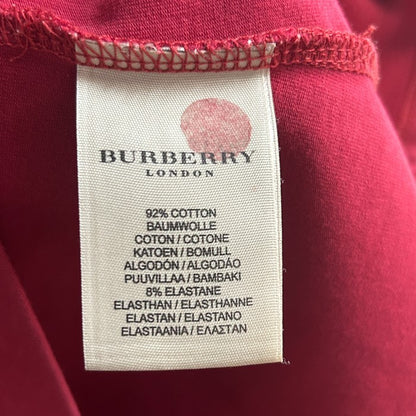 BURBERRY
LONDON
92% COTTON
BAUMWOLLE
COTON / COTONE
KATOEN / BOMULL
ALGODÓN / ALGODÁO
PUUVILLAA / BAMBAKI
8% ELASTANE
ELASTHAN / ELASTHANNE
ELASTAN / ELASTANO
ELASTAANIA / ΕΛΑΣΤΑΝ